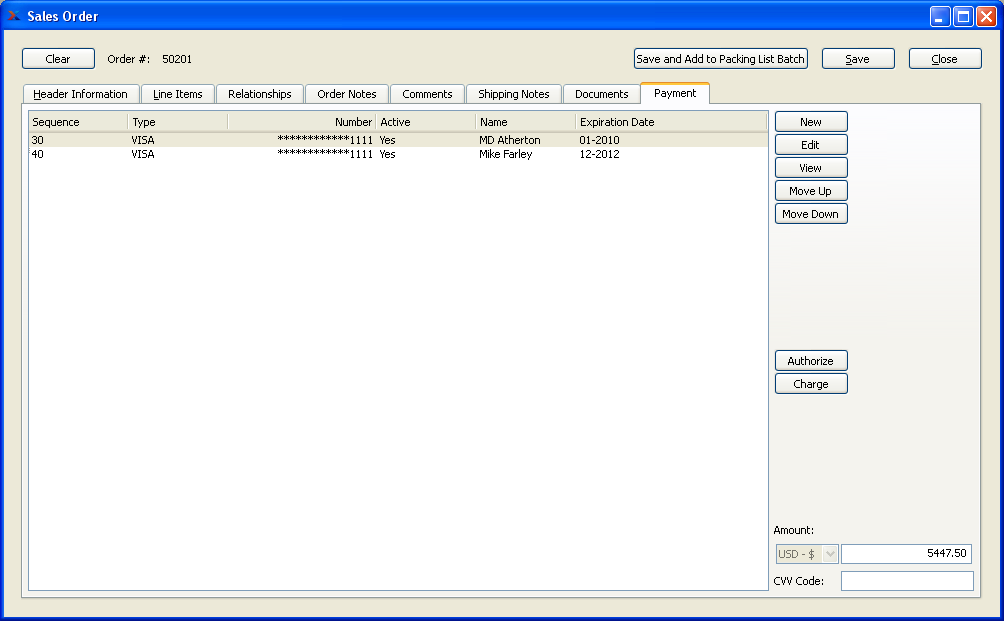 Sales Order
Clear Order #: 50201 Save and Add to Packing List Batch Save Close
Header Information Line Items Relationships Order Notes Comments Shipping Notes Documents Payment
Sequence Type Number Active Name Expiration Date New
30 VISA ************1111 Yes MD Atherton 01-2010
40 VISA ************1111 Yes Mike Farley 12-2012
Edit
View
Move Up
Move Down
Authorize
Charge
Amount:
USD - $ 5447.50
CVV Code: